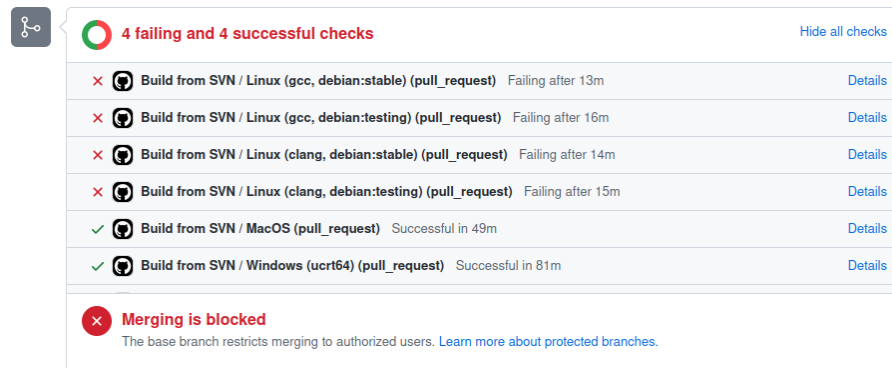 4 failing and 4 successful checks
Hide all checks
Build from SVN / Linux (gcc, debian:stable) (pull_request) Failing after 13m Details
Build from SVN / Linux (gcc, debian:testing) (pull_request) Failing after 16m Details
Build from SVN / Linux (clang, debian:stable) (pull_request) Failing after 14m Details
Build from SVN / Linux (clang, debian:testing) (pull_request) Failing after 15m Details
Build from SVN / MacOS (pull_request) Successful in 49m Details
Build from SVN / Windows (ucrt64) (pull_request) Successful in 81m Details
Merging is blocked
The base branch restricts merging to authorized users. Learn more about protected branches.